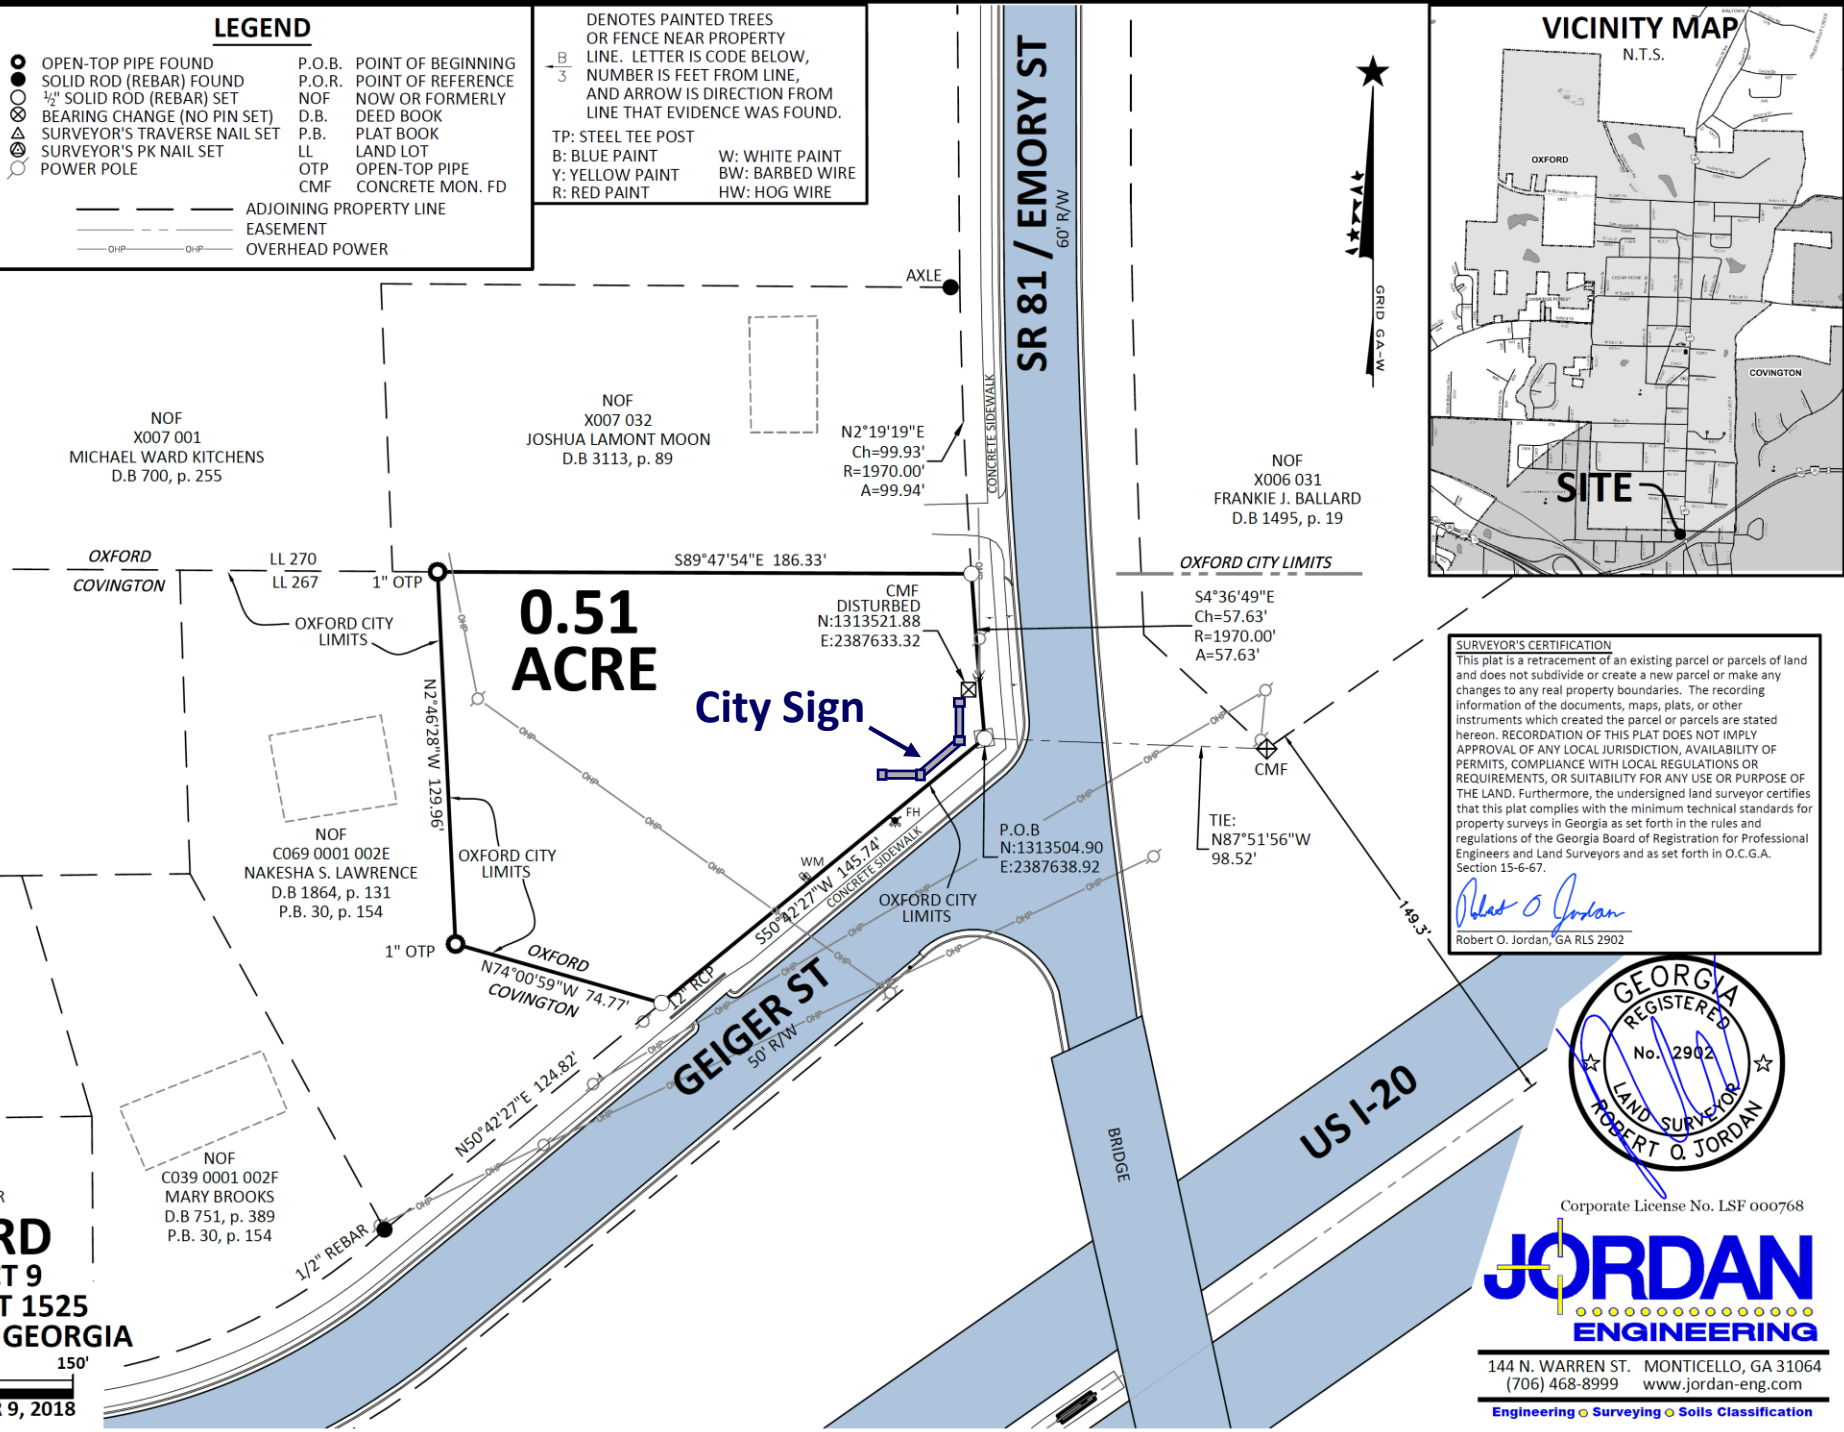 LEGEND
OPEN-TOP PIPE FOUND
SOLID ROD (REBAR) FOUND
½" SOLID ROD (REBAR) SET
BEARING CHANGE (NO PIN SET)
SURVEYOR'S TRAVERSE NAIL SET
SURVEYOR'S PK NAIL SET
POWER POLE
P.O.B. POINT OF BEGINNING
P.O.R. POINT OF REFERENCE
NOF NOW OR FORMERLY
D.B. DEED BOOK
P.B. PLAT BOOK
LL LAND LOT
OTP OPEN-TOP PIPE
CMF CONCRETE MON. FD
ADJOINING PROPERTY LINE
EASEMENT
OHP OHP OVERHEAD POWER
B
3
DENOTES PAINTED TREES
OR FENCE NEAR PROPERTY
LINE. LETTER IS CODE BELOW,
NUMBER IS FEET FROM LINE,
AND ARROW IS DIRECTION FROM
LINE THAT EVIDENCE WAS FOUND.
TP: STEEL TEE POST
B: BLUE PAINT W: WHITE PAINT
Y: YELLOW PAINT BW: BARBED WIRE
R: RED PAINT HW: HOG WIRE
SR 81 / EMORY ST
60' R/W
GRID GA-W
VICINITY MAP
N.T.S.
OXFORD
COVINGTON
SITE
AXLE
NOF
X007 001
MICHAEL WARD KITCHENS
D.B 700, p. 255
NOF
X007 032
JOSHUA LAMONT MOON
D.B 3113, p. 89
N2°19'19"E
Ch=99.93'
R=1970.00'
A=99.94'
CONCRETE SIDEWALK
NOF
X006 031
FRANKIE J. BALLARD
D.B 1495, p. 19
OXFORD CITY LIMITS
OXFORD
COVINGTON
LL 270
LL 267
1" OTP
S89°47'54"E 186.33'
OXFORD CITY
LIMITS
0.51
ACRE
CMF
DISTURBED
N:1313521.88
E:2387633.32
S4°36'49"E
Ch=57.63'
R=1970.00'
A=57.63'
City Sign
N2°46'28"W 129.96'
CMF
NOF
C069 0001 002E
NAKESHA S. LAWRENCE
D.B 1864, p. 131
P.B. 30, p. 154
OXFORD CITY
LIMITS
FH
WM
S50°42'27"W 145.74'
CONCRETE SIDEWALK
OXFORD CITY
LIMITS
P.O.B
N:1313504.90
E:2387638.92
TIE:
N87°51'56"W
98.52'
149.3'
1" OTP
OXFORD
N74°00'59"W 74.77'
COVINGTON
12" RCP
GEIGER ST
50' R/W
N50°42'27"E 124.82'
NOF
C039 0001 002F
MARY BROOKS
D.B 751, p. 389
P.B. 30, p. 154
1/2" REBAR
BRIDGE
US I-20
R
RD
CT 9
T 1525
GEORGIA
150'
R 9, 2018
SURVEYOR'S CERTIFICATION
This plat is a retracement of an existing parcel or parcels of land
and does not subdivide or create a new parcel or make any
changes to any real property boundaries. The recording
information of the documents, maps, plats, or other
instruments which created the parcel or parcels are stated
hereon. RECORDATION OF THIS PLAT DOES NOT IMPLY
APPROVAL OF ANY LOCAL JURISDICTION, AVAILABILITY OF
PERMITS, COMPLIANCE WITH LOCAL REGULATIONS OR
REQUIREMENTS, OR SUITABILITY FOR ANY USE OR PURPOSE OF
THE LAND. Furthermore, the undersigned land surveyor certifies
that this plat complies with the minimum technical standards for
property surveys in Georgia as set forth in the rules and
regulations of the Georgia Board of Registration for Professional
Engineers and Land Surveyors and as set forth in O.C.G.A.
Section 15-6-67.
Robert O Jordan
Robert O. Jordan, GA RLS 2902
GEORGIA
REGISTERED
No. 2902
LAND SURVEYOR
ROBERT O. JORDAN
Corporate License No. LSF 000768
JORDAN
ENGINEERING
144 N. WARREN ST. MONTICELLO, GA 31064
(706) 468-8999 www.jordan-eng.com
Engineering Surveying Soils Classification